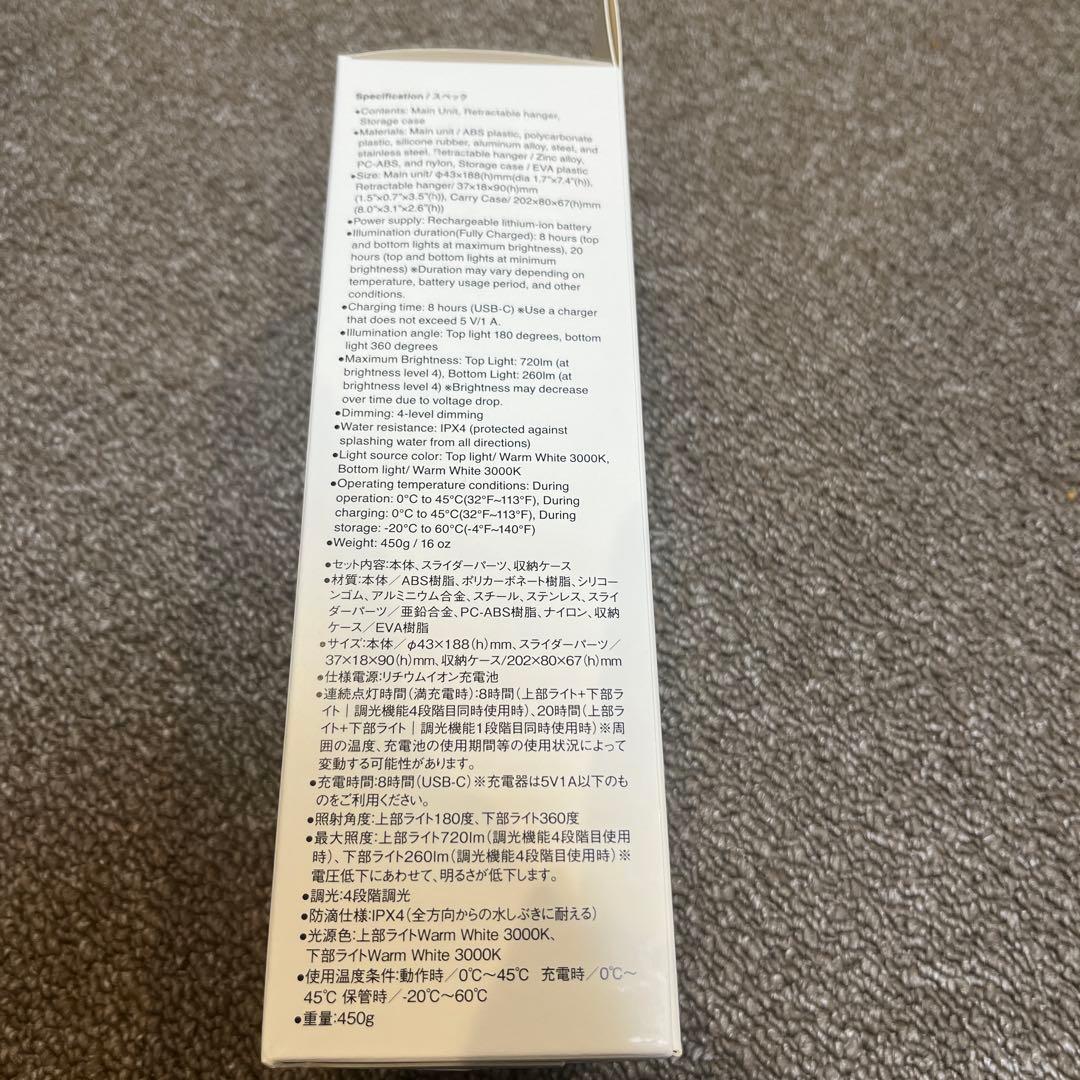 Specification / スペック
●Contents: Main Unit, Retractable hanger,
Storage case
●Materials: Main unit / ABS plastic, polycarbonate
plastic, silicone rubber, aluminum alloy, steel, and
stainless steel, Retractable hanger / Zinc alloy,
PC-ABS, and nylon, Storage case / EVA plastic
●Size: Main unit/ φ43×188(h)mm(dia 1.7"×7.4"(h)),
Retractable hanger/ 37×18×90(h)mm
(1.5"×0.7"×3.5"(h)), Carry Case/ 202×80×67(h)mm
(8.0"×3.1"×2.6"(h))
●Power supply: Rechargeable lithium-ion battery
●Illumination duration(Fully Charged): 8 hours (top
and bottom lights at maximum brightness), 20
hours (top and bottom lights at minimum
brightness) ※Duration may vary depending on
temperature, battery usage period, and other
conditions.
●Charging time: 8 hours (USB-C) ※Use a charger
that does not exceed 5 V/1 A.
●Illumination angle: Top light 180 degrees, bottom
light 360 degrees
●Maximum Brightness: Top Light: 720lm (at
brightness level 4), Bottom Light: 260lm (at
brightness level 4) ※Brightness may decrease
over time due to voltage drop.
●Dimming: 4-level dimming
●Water resistance: IPX4 (protected against
splashing water from all directions)
●Light source color: Top light/ Warm White 3000K,
Bottom light/ Warm White 3000K
●Operating temperature conditions: During
operation: 0°C to 45°C(32°F~113°F), During
charging: 0°C to 45°C(32°F~113°F), During
storage: -20°C to 60°C(-4°F~140°F)
●Weight: 450g / 16 oz
●セット内容:本体、スライダーパーツ、収納ケース
●材質:本体／ABS樹脂、ポリカーボネート樹脂、シリコー
ンゴム、アルミニウム合金、スチール、ステンレス、スライ
ダーパーツ／亜鉛合金、PC-ABS樹脂、ナイロン、収納
ケース／EVA樹脂
●サイズ:本体／φ43×188(h)mm、スライダーパーツ／
37×18×90(h)mm、収納ケース/202×80×67(h)mm
●仕様電源:リチウムイオン充電池
●連続点灯時間(満充電時):8時間(上部ライト+下部ラ
イト｜調光機能4段階目同時使用時)、20時間(上部ラ
イト+下部ライト｜調光機能1段階目同時使用時)※周
囲の温度、充電池の使用期間等の使用状況によって
変動する可能性があります。
●充電時間:8時間(USB-C)※充電器は5V1A以下のも
のをご利用ください。
●照射角度:上部ライト180度、下部ライト360度
●最大照度:上部ライト720lm(調光機能4段階目使用
時)、下部ライト260lm(調光機能4段階目使用時)※
電圧低下にあわせて、明るさが低下します。
●調光:4段階調光
●防滴仕様:IPX4(全方向からの水しぶきに耐える)
●光源色:上部ライトWarm White 3000K、
下部ライトWarm White 3000K
●使用温度条件:動作時／0℃〜45℃ 充電時／0℃〜
45℃ 保管時／-20℃〜60℃
●重量:450g